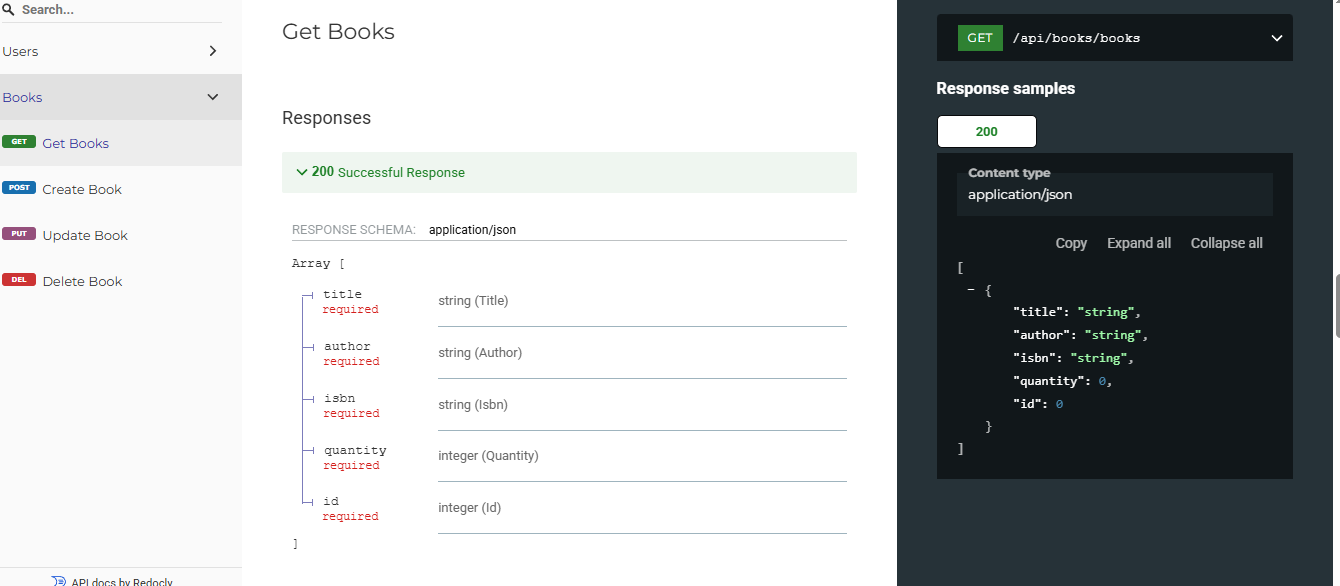 Search...
Users
Books
GET Get Books
POST Create Book
PUT Update Book
DEL Delete Book
API docs by Redocly
Get Books
Responses
200 Successful Response
RESPONSE SCHEMA: application/json
Array [
title
required
string (Title)
author
required
string (Author)
isbn
required
string (Isbn)
quantity
required
integer (Quantity)
id
required
integer (Id)
]
GET /api/books/books
Response samples
200
Content type
application/json
Copy Expand all Collapse all
[
− {
"title": "string",
"author": "string",
"isbn": "string",
"quantity": 0,
"id": 0
}
]